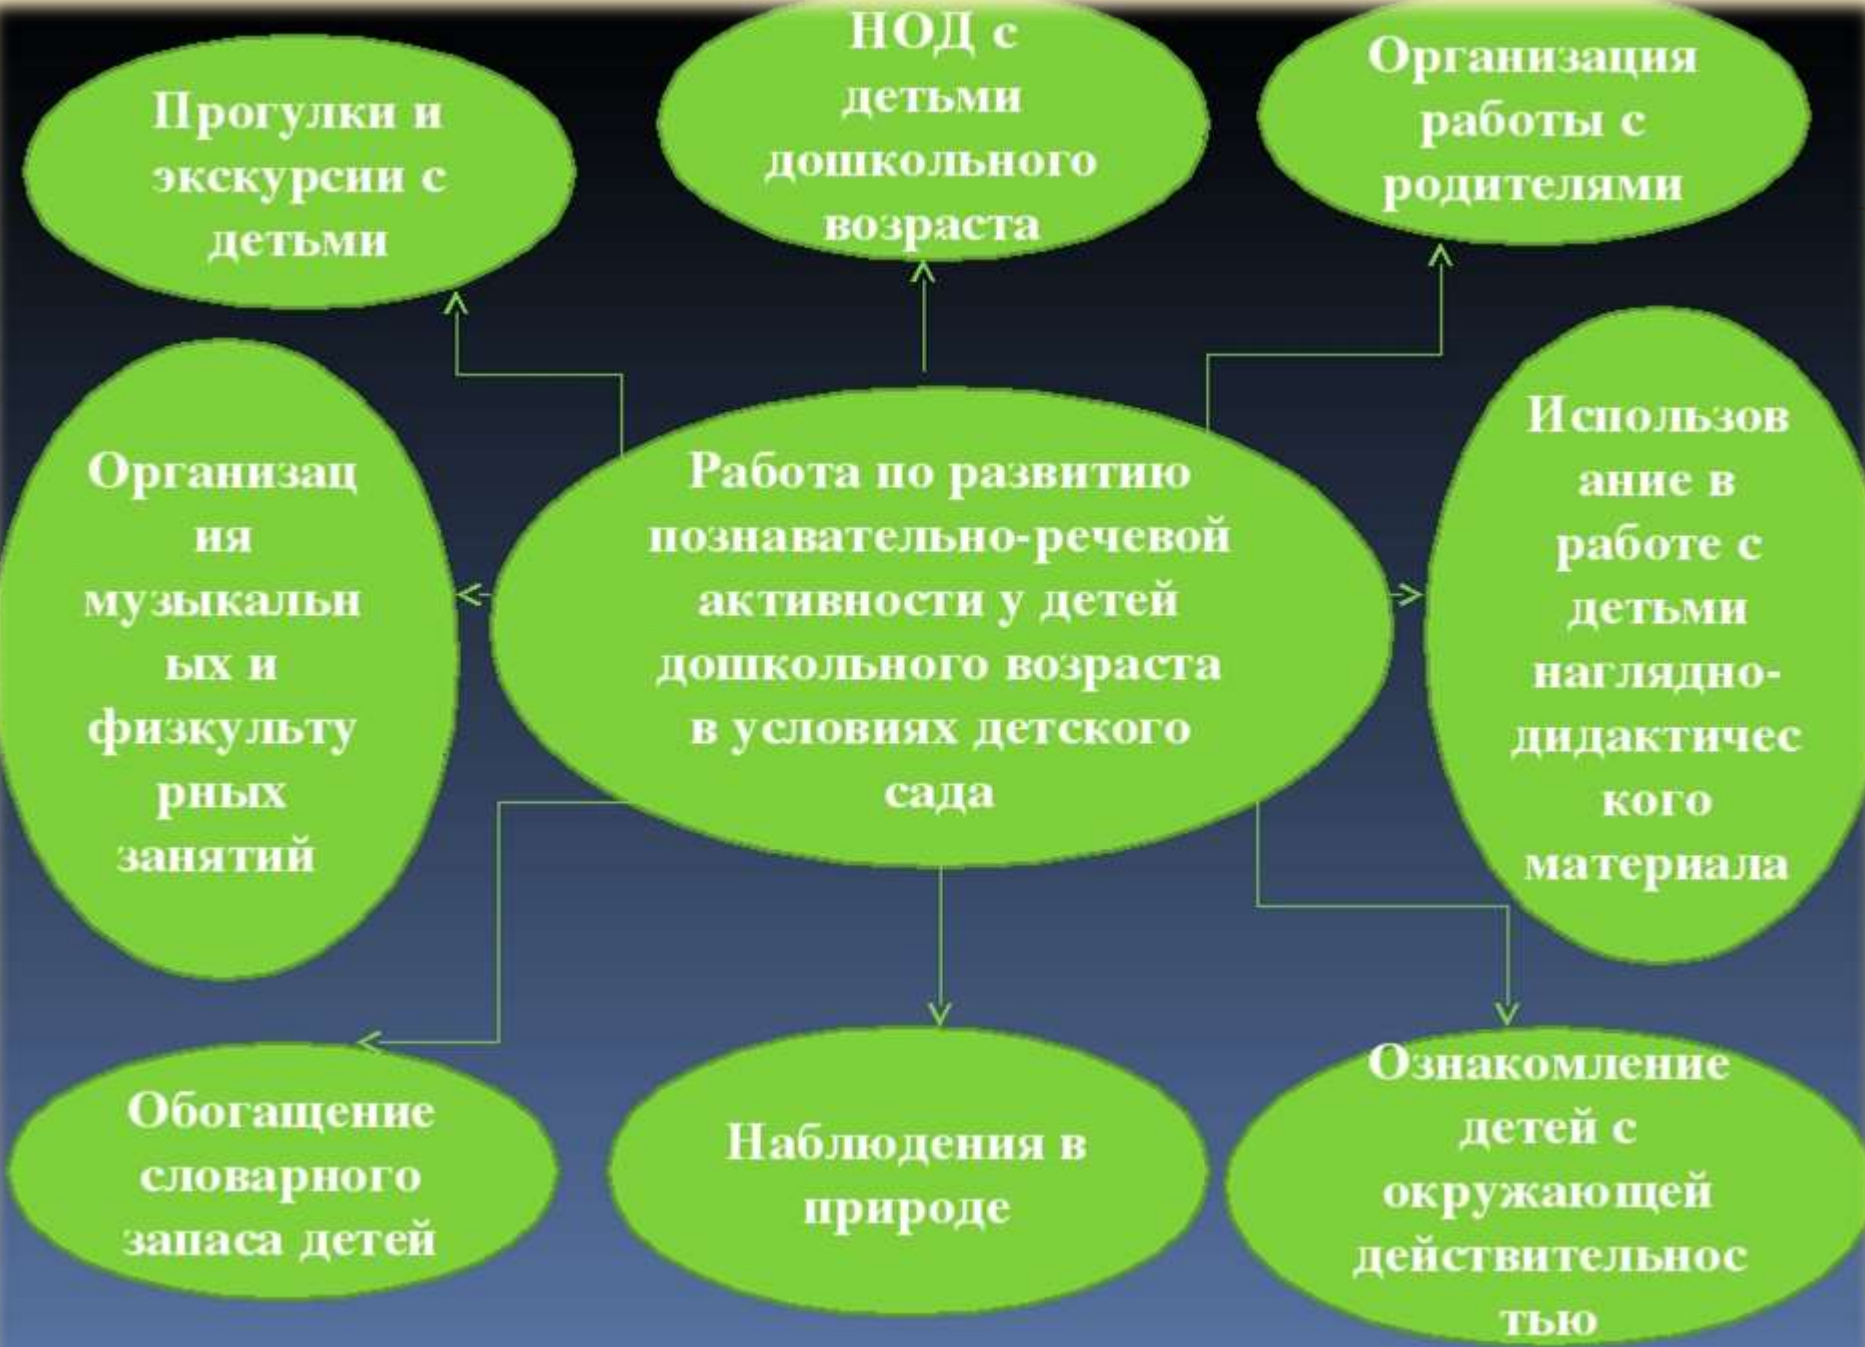 Прогулки и
экскурсии с
детьми
НОД с
детьми
дошкольного
возраста
Организация
работы с
родителями
Организац
ия
музыкальн
ых и
физкульту
рных
занятий
Работа по развитию
познавательно-речевой
активности у детей
дошкольного возраста
в условиях детского
сада
Использов
ание в
работе с
детьми
наглядно-
дидактичес
кого
материала
Обогащение
словарного
запаса детей
Наблюдения в
природе
Ознакомление
детей с
окружающей
действительнос
тью